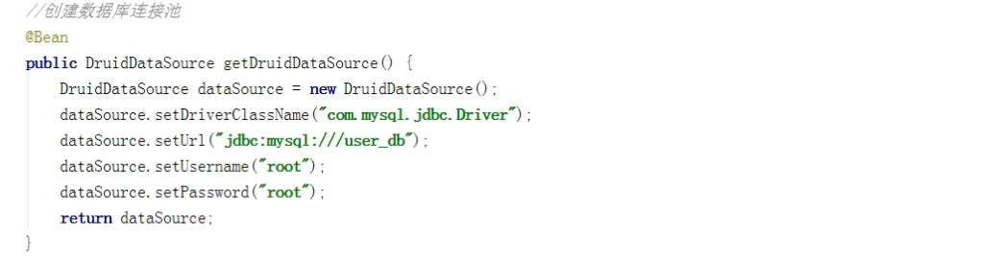 //创建数据库连接池
@Bean
public DruidDataSource getDruidDataSource() {
DruidDataSource dataSource = new DruidDataSource();
dataSource.setDriverClassName("com.mysql.jdbc.Driver");
dataSource.setUrl("jdbc:mysql:///user_db");
dataSource.setUsername("root");
dataSource.setPassword("root");
return dataSource;
}